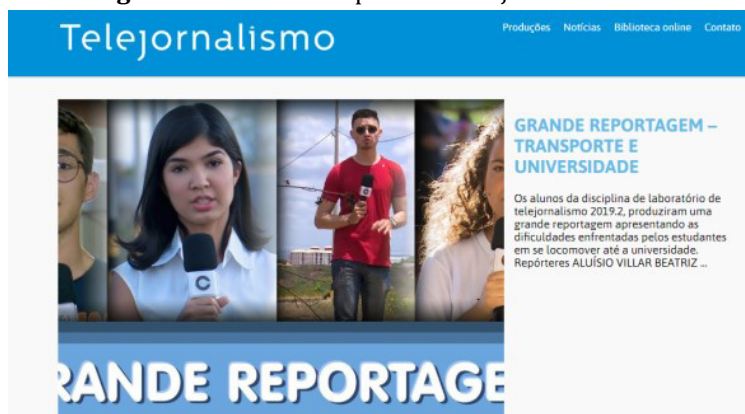 Telejornalismo
Produções Notícias Biblioteca online Contato
GRANDE REPORTAGEM –
TRANSPORTE E
UNIVERSIDADE
Os alunos da disciplina de laboratório de
telejornalismo 2019.2, produziram uma
grande reportagem apresentando as
dificuldades enfrentadas pelos estudantes
em se locomover até a universidade.
Repórteres ALUÍSIO VILLAR BEATRIZ ...
RANDE REPORTAGE